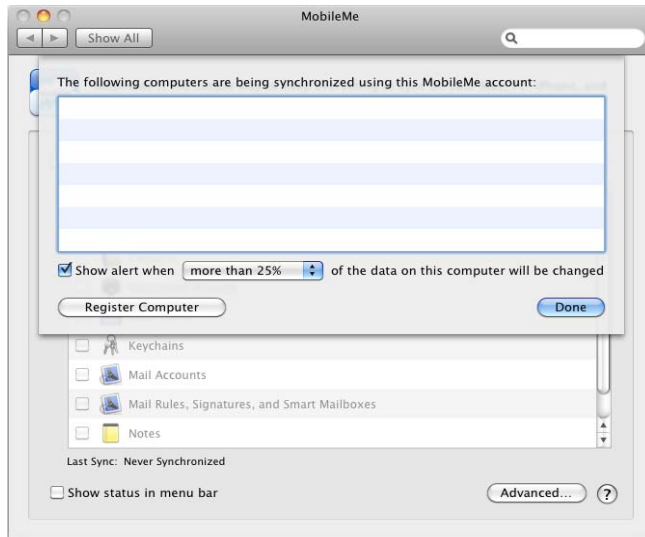 MobileMe
Show All
The following computers are being synchronized using this MobileMe account:
Show alert when more than 25% of the data on this computer will be changed
Register Computer Done
Keychains
Mail Accounts
Mail Rules, Signatures, and Smart Mailboxes
Notes
Last Sync: Never Synchronized
Show status in menu bar Advanced... ?